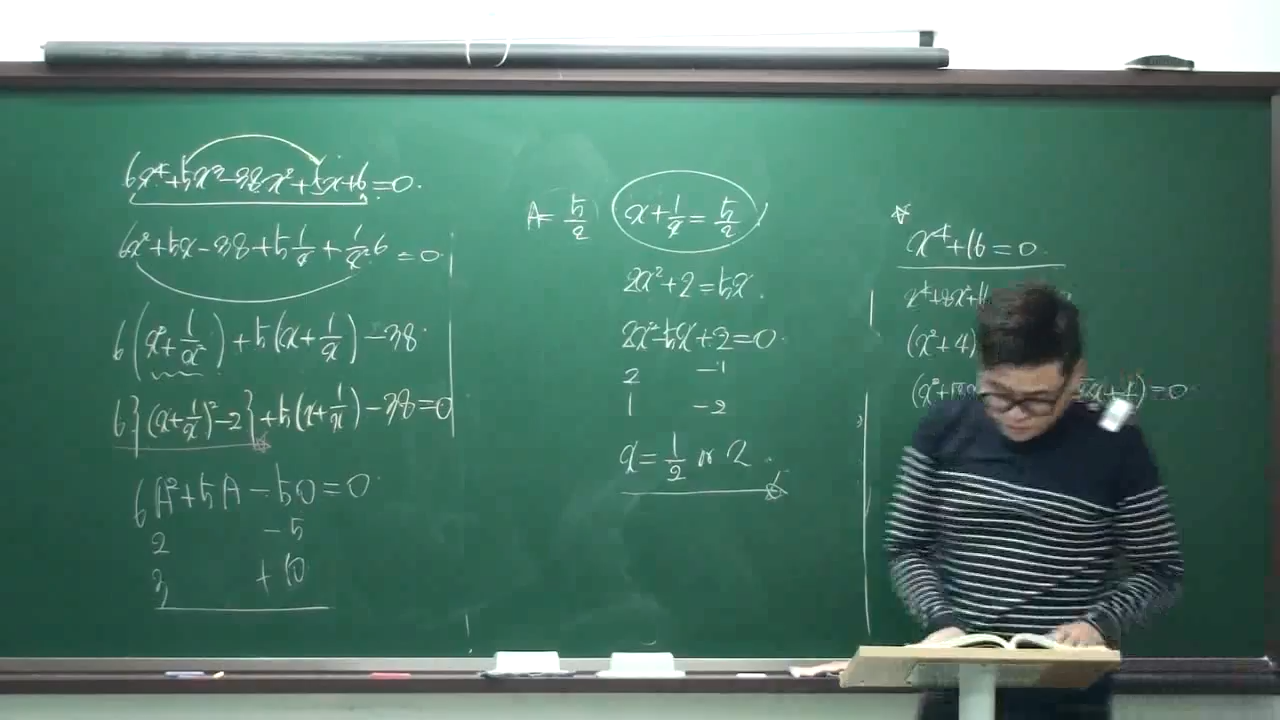 6x⁴+5x³-38x²+5x+6=0.
6x²+5x-38+5 1/x + 1/x² 6 =0
6(x²+1/x²)+5(x+1/x)-38
6{(x+1/x)²-2}+5(x+1/x)-38=0
6A²+5A-50=0
2 -5
3 +10
A=5/2
x+1/x=5/2
2x²+2=5x.
2x²-5x+2=0
2 -1
1 -2
x=1/2 or 2
x⁴+16=0.
x⁴+8x²+1
(x²+4)
(x²+ =0